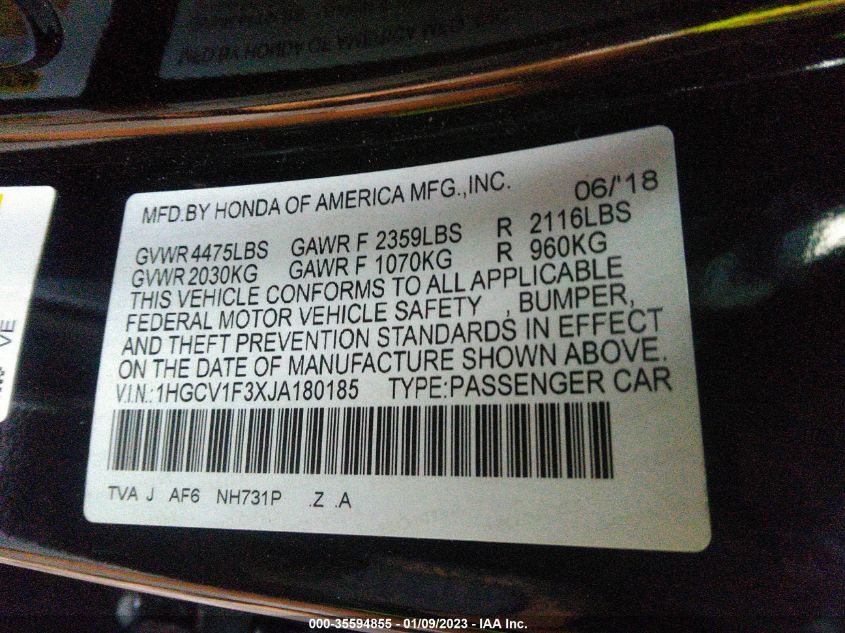 MFD.BY HONDA OF AMERICA MFG.,INC. 06/'18
GVWR 4475LBS GAWR F 2359LBS R 2116LBS
GVWR 2030KG GAWR F 1070KG R 960KG
THIS VEHICLE CONFORMS TO ALL APPLICABLE
FEDERAL MOTOR VEHICLE SAFETY , BUMPER,
AND THEFT PREVENTION STANDARDS IN EFFECT
ON THE DATE OF MANUFACTURE SHOWN ABOVE.
V.I.N.: 1HGCV1F3XJA180185 TYPE:PASSENGER CAR
TVA J AF6 NH731P .Z .A
VE
000-35594855 - 01/09/2023 - IAA Inc.